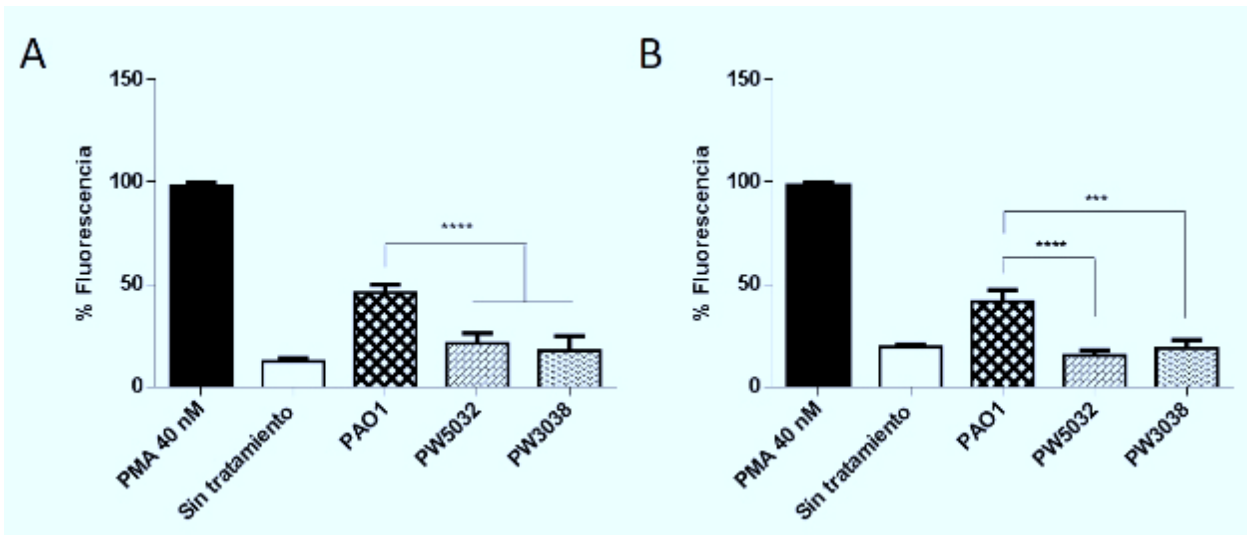 A
150
100
50
0
% Fluorescencia
****
PMA 40 nM
Sin tratamiento
PAO1
PW5032
PW3038
B
150
100
50
0
% Fluorescencia
***
****
PMA 40 nM
Sin tratamiento
PAO1
PW5032
PW3038